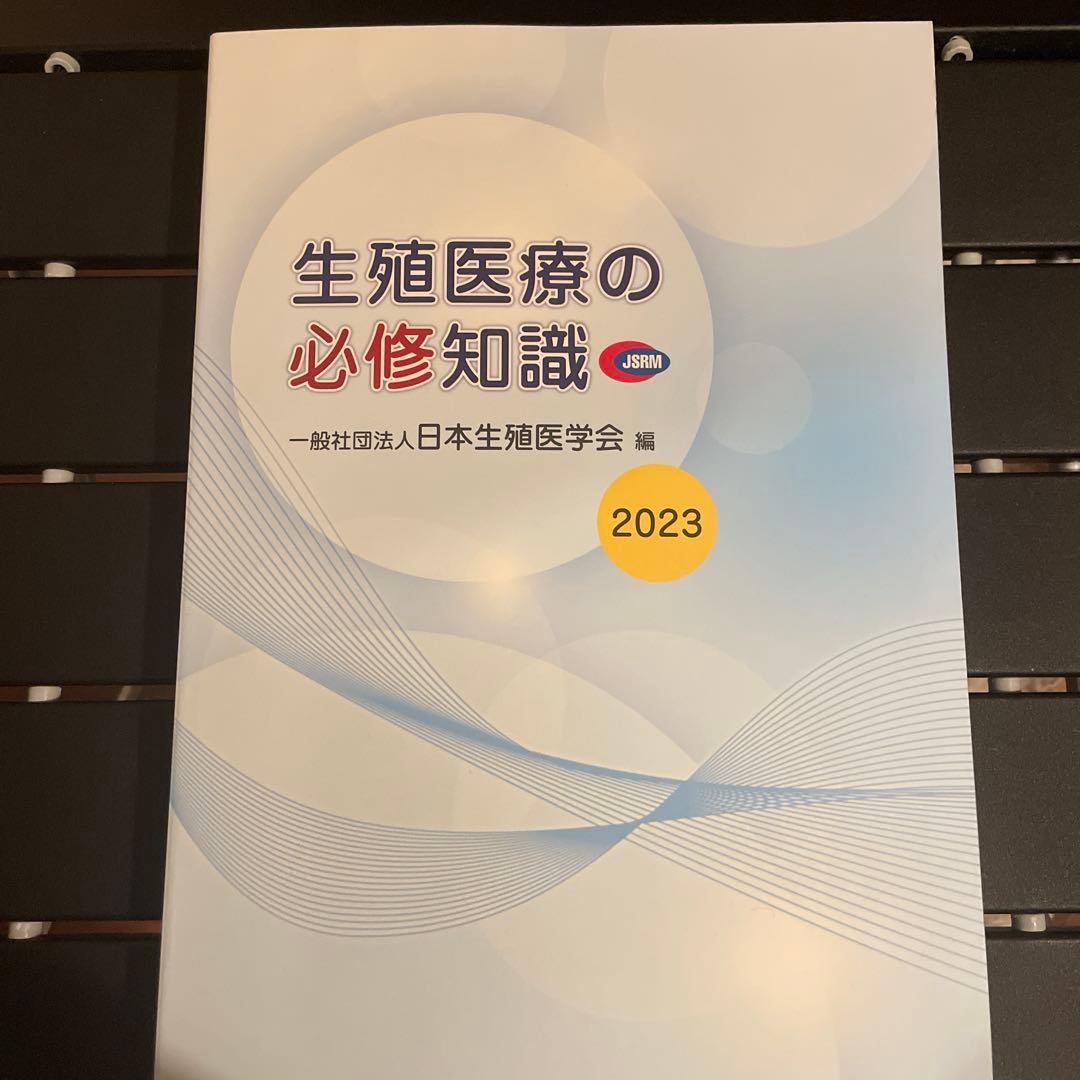 生殖医療の
必修知識
JSRM
一般社団法人日本生殖医学会 編
2023